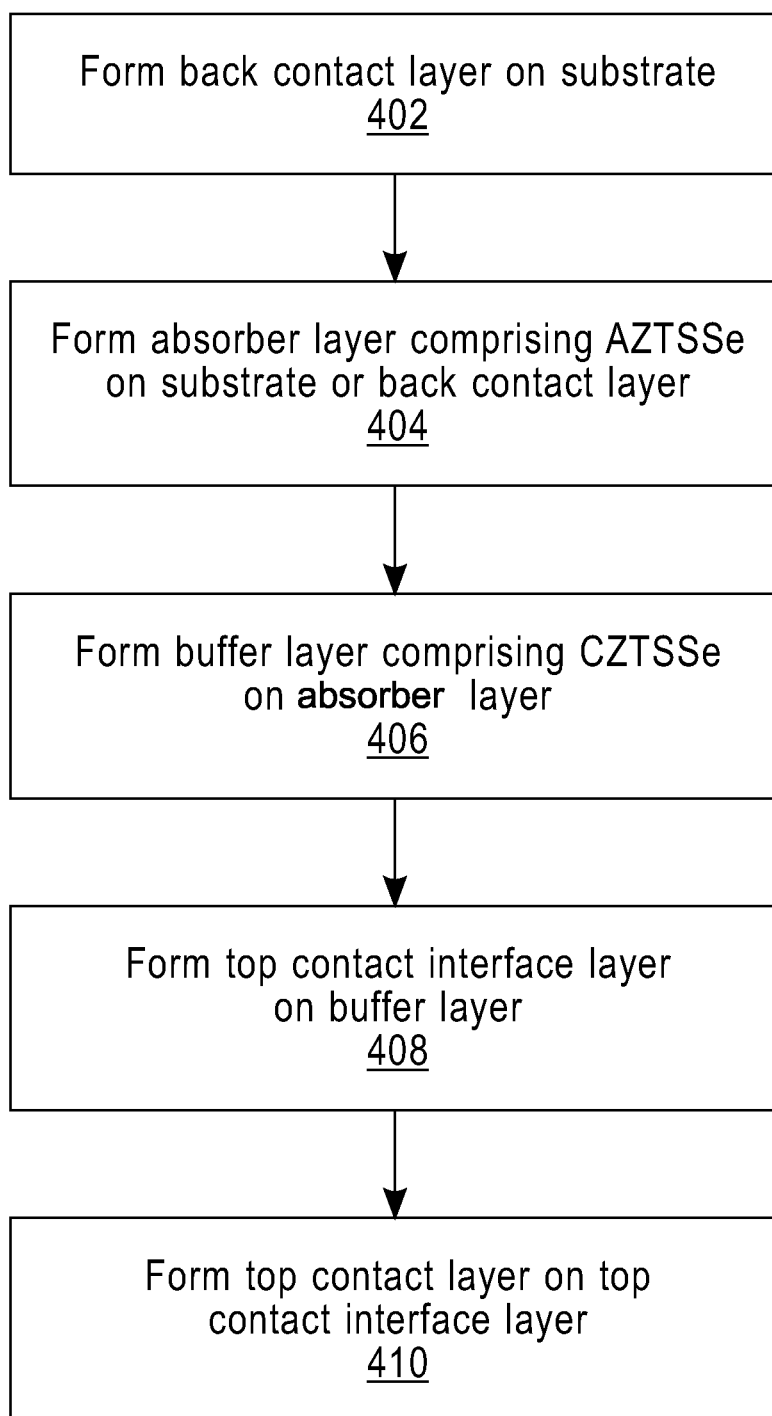 Form back contact layer on substrate
402
Form absorber layer comprising AZTSSe
on substrate or back contact layer
404
Form buffer layer comprising CZTSSe
on absorber layer
406
Form top contact interface layer
on buffer layer
408
Form top contact layer on top
contact interface layer
410